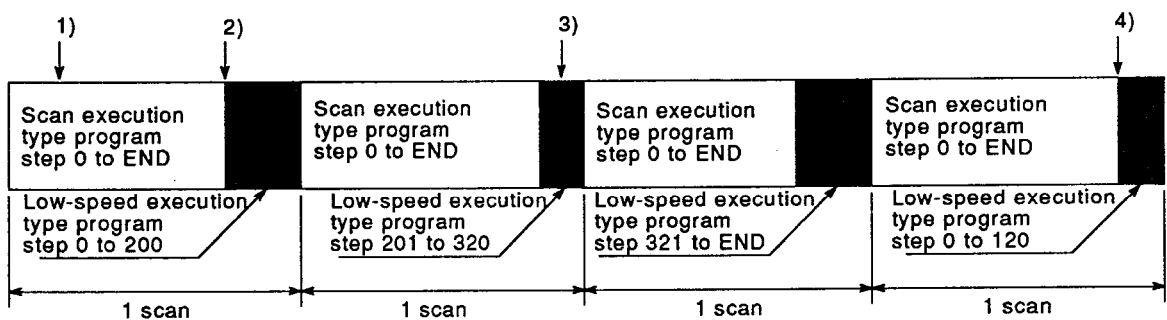 1)
2)
3)
4)
Scan execution
type program
step 0 to END
Scan execution
type program
step 0 to END
Scan execution
type program
step 0 to END
Scan execution
type program
step 0 to END
Low-speed execution
type program
step 0 to 200
Low-speed execution
type program
step 201 to 320
Low-speed execution
type program
step 321 to END
Low-speed execution
type program
step 0 to 120
1 scan
1 scan
1 scan
1 scan